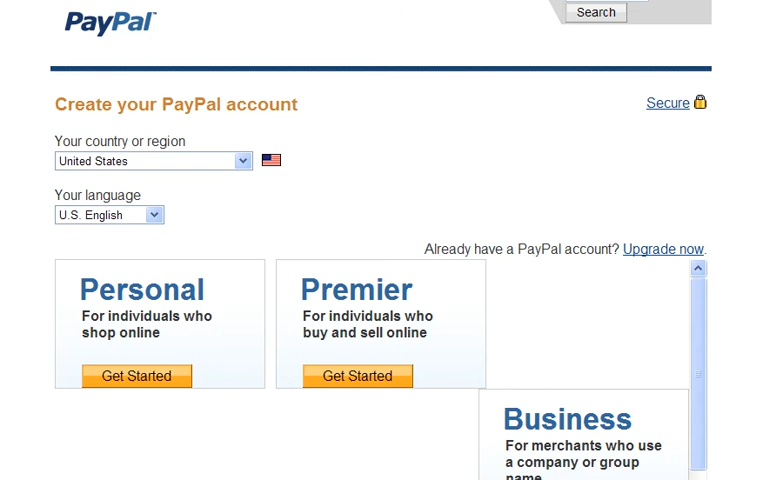 PayPal
Search
Create your PayPal account
Secure
Your country or region
United States
Your language
U.S. English
Already have a PayPal account? Upgrade now.
Personal
For individuals who
shop online
Get Started
Premier
For individuals who
buy and sell online
Get Started
Business
For merchants who use
a company or group
name